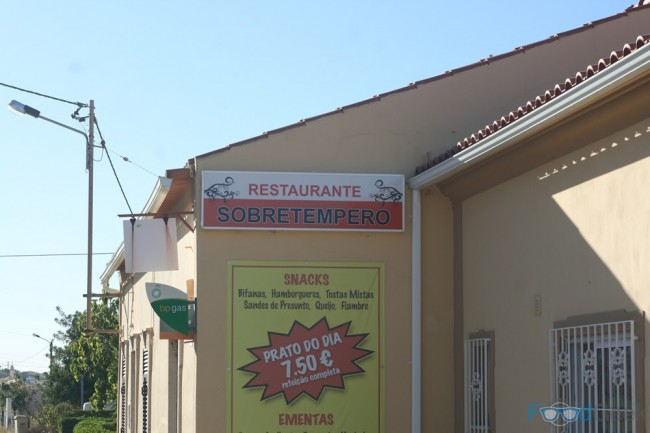 RESTAURANTE
SOBRETEMPERO
bp gas
SNACKS
Bifanas, Hamburgueres, Tostas Mistas
Sandes de Presunto, Queijo, Fiambre
PRATO DO DIA
7.50 €
refeição completa
EMENTAS